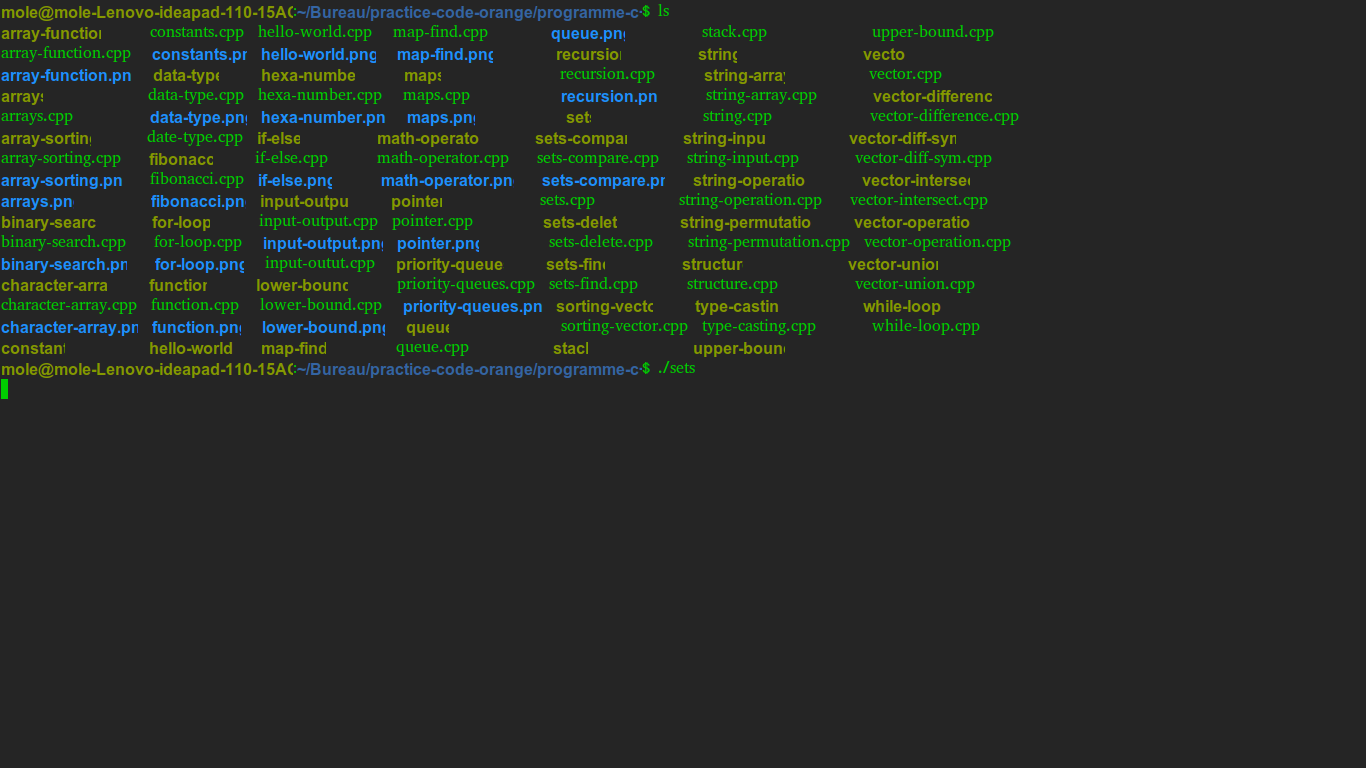 mole@mole-Lenovo-ideapad-110-15AC:~/Bureau/practice-code-orange/programme-c-$ ls
array-function constants.cpp hello-world.cpp map-find.cpp queue.png stack.cpp upper-bound.cpp
array-function.cpp constants.pn hello-world.png map-find.png recursion string vecto
array-function.pn data-type hexa-numbe maps recursion.cpp string-array vector.cpp
arrays data-type.cpp hexa-number.cpp maps.cpp recursion.pn string-array.cpp vector-differenc
arrays.cpp data-type.png hexa-number.pn maps.png sets string.cpp vector-difference.cpp
array-sorting date-type.cpp if-else math-operato sets-compar string-inpu vector-diff-sym
array-sorting.cpp fibonacc if-else.cpp math-operator.cpp sets-compare.cpp string-input.cpp vector-diff-sym.cpp
array-sorting.pn fibonacci.cpp if-else.png math-operator.pn sets-compare.pn string-operatio vector-intersec
arrays.pn fibonacci.pn input-outpu pointer sets.cpp string-operation.cpp vector-intersect.cpp
binary-searc for-loop input-output.cpp pointer.cpp sets-delet string-permutatio vector-operatio
binary-search.cpp for-loop.cpp input-output.png pointer.png sets-delete.cpp string-permutation.cpp vector-operation.cpp
binary-search.pn for-loop.png input-outut.cpp priority-queue sets-find structur vector-union
character-arra function lower-bound priority-queues.cpp sets-find.cpp structure.cpp vector-union.cpp
character-array.cpp function.cpp lower-bound.cpp priority-queues.pn sorting-vecto type-castin while-loop
character-array.pn function.png lower-bound.png queue sorting-vector.cpp type-casting.cpp while-loop.cpp
constant hello-world map-find queue.cpp stack upper-boun
mole@mole-Lenovo-ideapad-110-15AC:~/Bureau/practice-code-orange/programme-c-$ ./sets